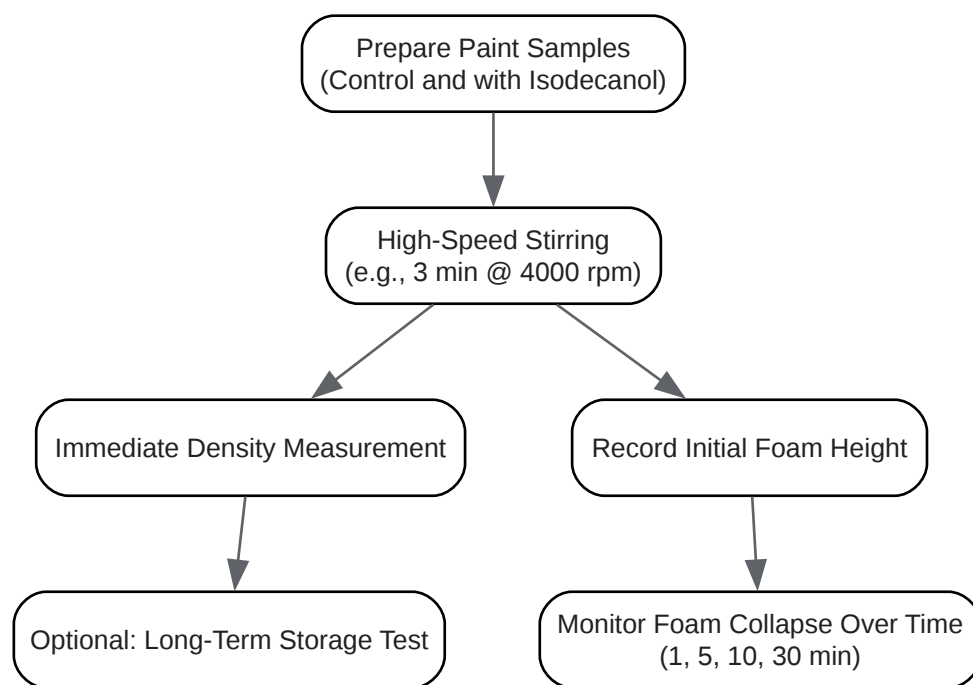 Prepare Paint Samples
(Control and with Isodecanol)
High-Speed Stirring
(e.g., 3 min @ 4000 rpm)
Immediate Density Measurement
Record Initial Foam Height
Optional: Long-Term Storage Test
Monitor Foam Collapse Over Time
(1, 5, 10, 30 min)